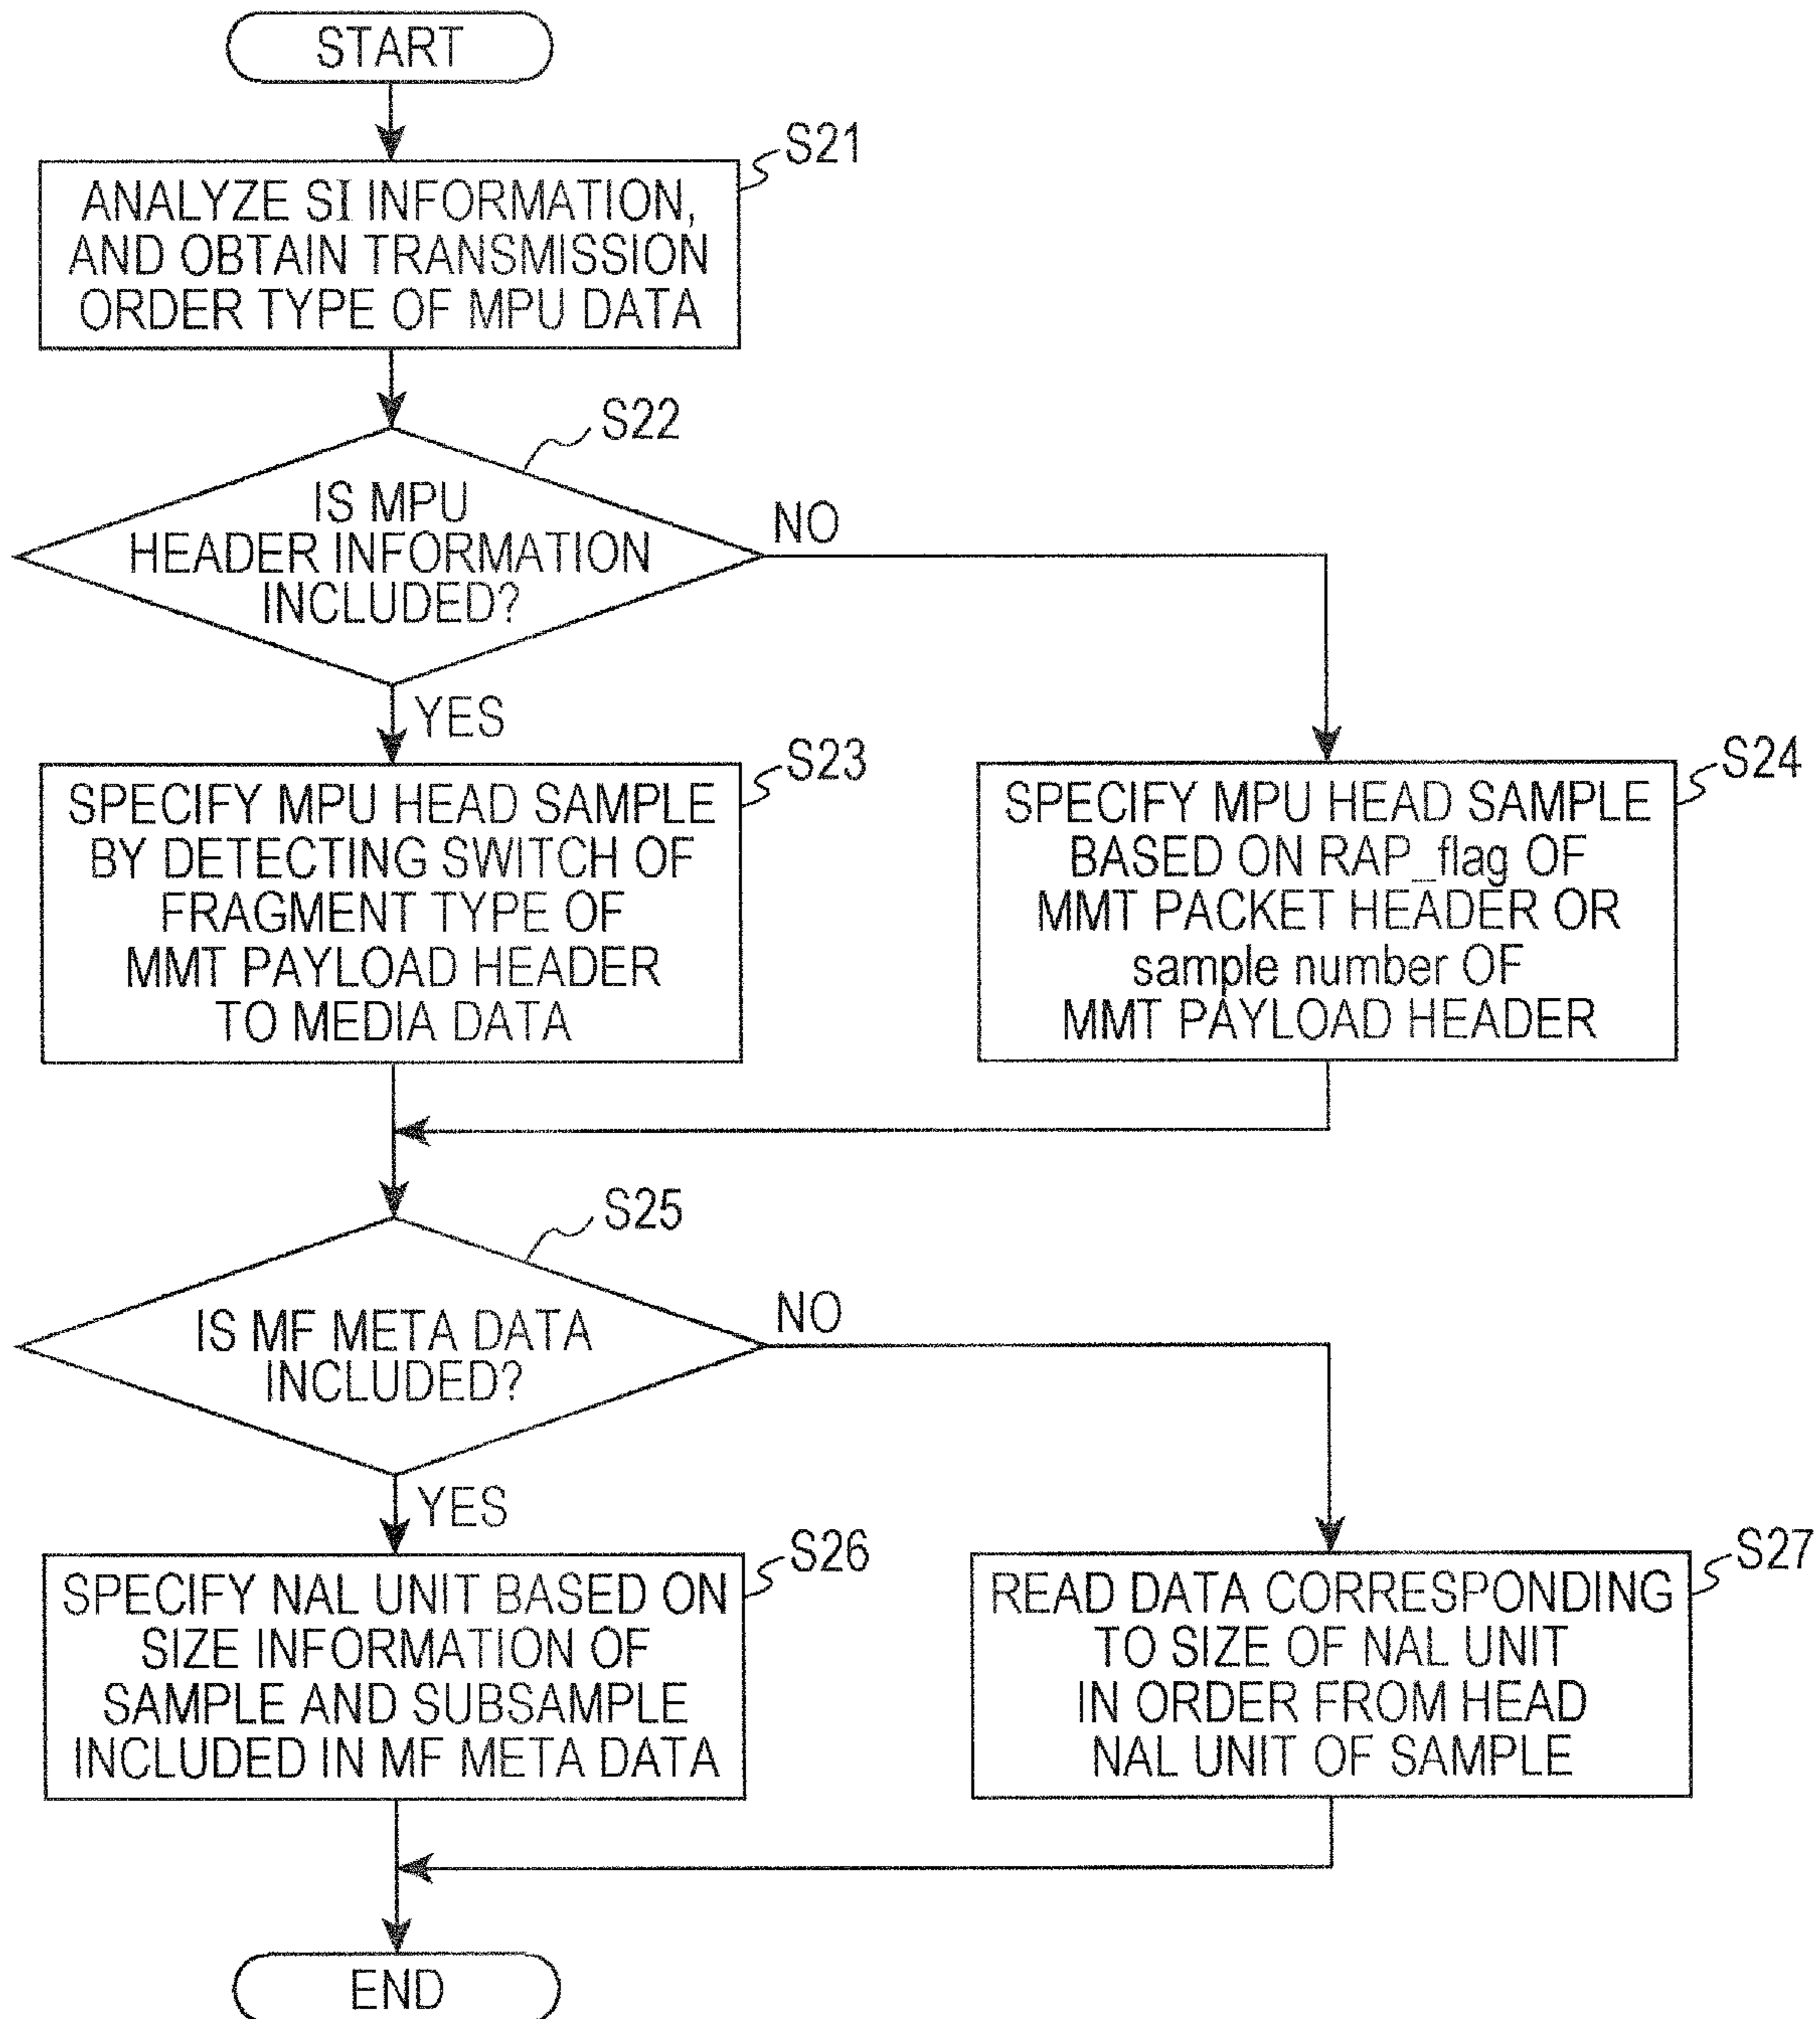 START
S21
ANALYZE SI INFORMATION,
AND OBTAIN TRANSMISSION
ORDER TYPE OF MPU DATA
S22
IS MPU
HEADER INFORMATION
INCLUDED?
NO
YES
S23
SPECIFY MPU HEAD SAMPLE
BY DETECTING SWITCH OF
FRAGMENT TYPE OF
MMT PAYLOAD HEADER
TO MEDIA DATA
S24
SPECIFY MPU HEAD SAMPLE
BASED ON RAP_flag OF
MMT PACKET HEADER OR
sample number OF
MMT PAYLOAD HEADER
S25
IS MF META DATA
INCLUDED?
NO
YES
S26
SPECIFY NAL UNIT BASED ON
SIZE INFORMATION OF
SAMPLE AND SUBSAMPLE
INCLUDED IN MF META DATA
S27
READ DATA CORRESPONDING
TO SIZE OF NAL UNIT
IN ORDER FROM HEAD
NAL UNIT OF SAMPLE
END